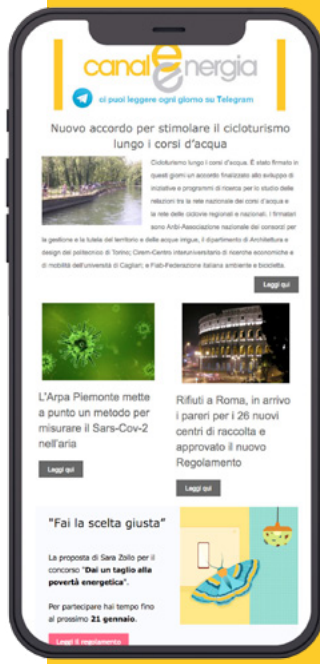 canal energia
ci puoi leggere ogni giorno su Telegram
Nuovo accordo per stimolare il cicloturismo
lungo i corsi d'acqua
Cicloturismo lungo i corsi d'acqua. È stato firmato in
questi giorni un accordo finalizzato allo sviluppo di
iniziative e programmi di ricerca per lo studio delle
relazioni tra la rete nazionale dei corsi d'acqua e
la rete delle ciclovie regionali e nazionali. I firmatari
sono Anbi-Associazione nazionale dei consorzi per
la gestione e la tutela del territorio e delle acque irrigue, il dipartimento di Architettura e
design del politecnico di Torino; Cirem-Centro interuniversitario di ricerche economiche e
di mobilità dell'università di Cagliari; e Fiab-Federazione italiana ambiente e bicicletta.
Leggi qui
L'Arpa Piemonte mette
a punto un metodo per
misurare il Sars-Cov-2
nell'aria
Leggi qui
Rifiuti a Roma, in arrivo
i pareri per i 26 nuovi
centri di raccolta e
approvato il nuovo
Regolamento
Leggi qui
"Fai la scelta giusta"
La proposta di Sara Zollo per il
concorso "Dai un taglio alla
povertà energetica".
Per partecipare hai tempo fino
al prossimo 21 gennaio.
Leggi il regolamento